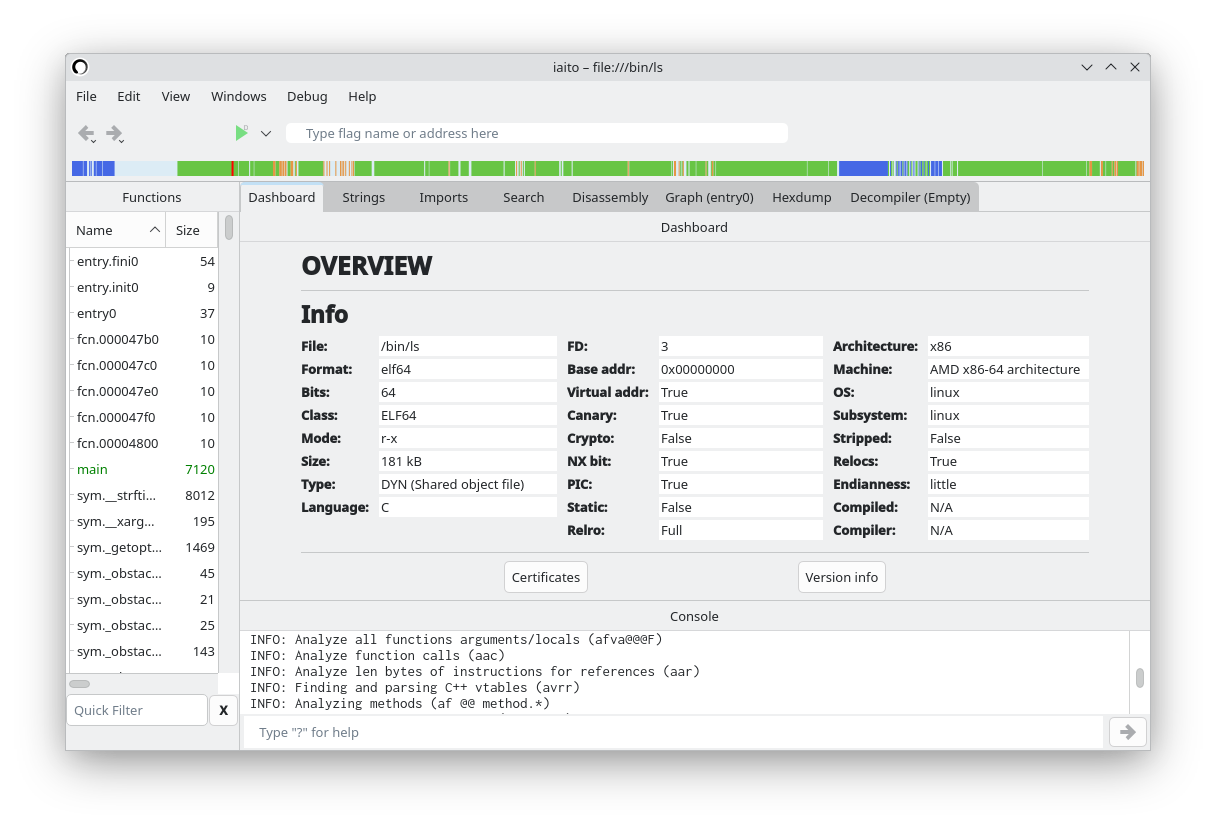 iaito – file:///bin/ls
File Edit View Windows Debug Help
Type flag name or address here
Functions
Name Size
entry.fini0 54
entry.init0 9
entry0 37
fcn.000047b0 10
fcn.000047c0 10
fcn.000047e0 10
fcn.000047f0 10
fcn.00004800 10
main 7120
sym.__strfti... 8012
sym.__xarg... 195
sym._getopt... 1469
sym._obstac... 45
sym._obstac... 21
sym._obstac... 25
sym._obstac... 143
Quick Filter X
Dashboard Strings Imports Search Disassembly Graph (entry0) Hexdump Decompiler (Empty)
Dashboard
OVERVIEW
Info
File: /bin/ls FD: 3 Architecture: x86
Format: elf64 Base addr: 0x00000000 Machine: AMD x86-64 architecture
Bits: 64 Virtual addr: True OS: linux
Class: ELF64 Canary: True Subsystem: linux
Mode: r-x Crypto: False Stripped: False
Size: 181 kB NX bit: True Relocs: True
Type: DYN (Shared object file) PIC: True Endianness: little
Language: C Static: False Compiled: N/A
Relro: Full Compiler: N/A
Certificates Version info
Console
INFO: Analyze all functions arguments/locals (afva@@@F)
INFO: Analyze function calls (aac)
INFO: Analyze len bytes of instructions for references (aar)
INFO: Finding and parsing C++ vtables (avrr)
INFO: Analyzing methods (af @@ method.*)
Type "?" for help